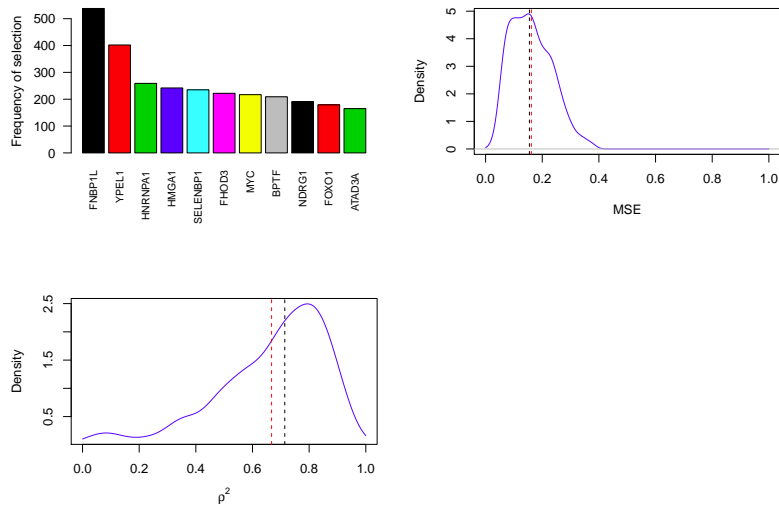 Frequency of selection
500
400
300
200
100
0
FNBP1L
YPEL1
HNRNPA1
HMGA1
SELENBP1
FHOD3
MYC
BPTF
NDRG1
FOXO1
ATAD3A
Density
5
4
3
2
1
0
0.0 0.2 0.4 0.6 0.8 1.0
MSE
Density
2.5
1.5
0.5
0.0 0.2 0.4 0.6 0.8 1.0
ρ²